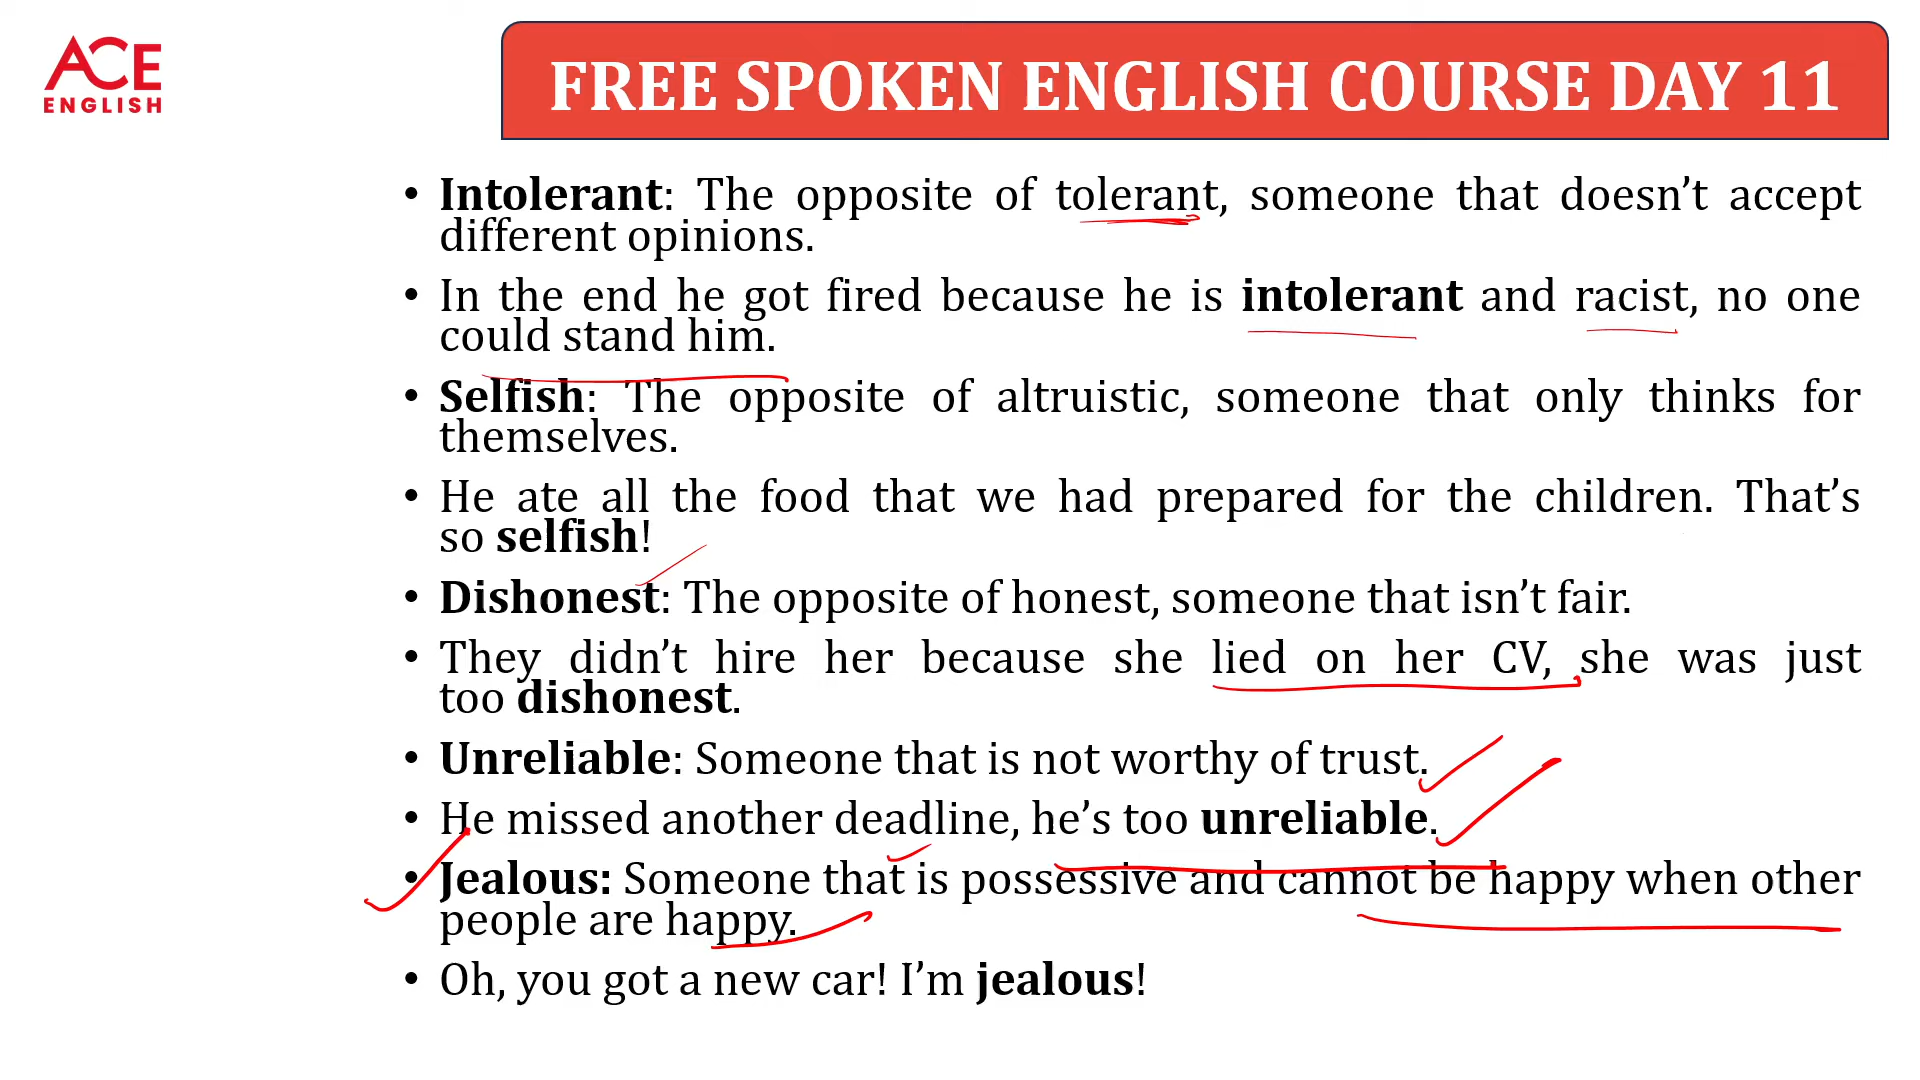 ACE
ENGLISH
FREE SPOKEN ENGLISH COURSE DAY 11
• Intolerant: The opposite of tolerant, someone that doesn’t accept
different opinions.
• In the end he got fired because he is intolerant and racist, no one
could stand him.
• Selfish: The opposite of altruistic, someone that only thinks for
themselves.
• He ate all the food that we had prepared for the children. That’s
so selfish!
• Dishonest: The opposite of honest, someone that isn’t fair.
• They didn’t hire her because she lied on her CV, she was just
too dishonest.
• Unreliable: Someone that is not worthy of trust.
• He missed another deadline, he’s too unreliable.
• Jealous: Someone that is possessive and cannot be happy when other
people are happy.
• Oh, you got a new car! I’m jealous!